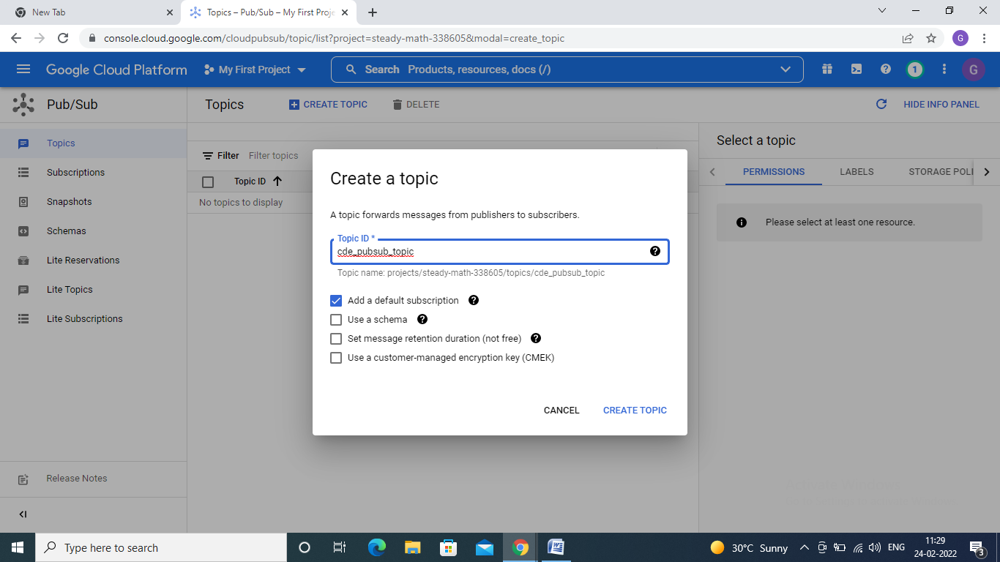 New Tab
Topics – Pub/Sub – My First Proje
console.cloud.google.com/cloudpubsub/topic/list?project=steady-math-338605&modal=create_topic
G
Google Cloud Platform
My First Project
Search Products, resources, docs (/)
1
G
Pub/Sub
Topics
CREATE TOPIC
DELETE
HIDE INFO PANEL
Topics
Subscriptions
Snapshots
Schemas
Lite Reservations
Lite Topics
Lite Subscriptions
Release Notes
Filter Filter topics
Topic ID
No topics to display
Select a topic
PERMISSIONS
LABELS
STORAGE POLI
Please select at least one resource.
Create a topic
A topic forwards messages from publishers to subscribers.
Topic ID *
cde_pubsub_topic
Topic name: projects/steady-math-338605/topics/cde_pubsub_topic
Add a default subscription
Use a schema
Set message retention duration (not free)
Use a customer-managed encryption key (CMEK)
CANCEL
CREATE TOPIC
Type here to search
30°C Sunny
ENG
11:29
24-02-2022
3